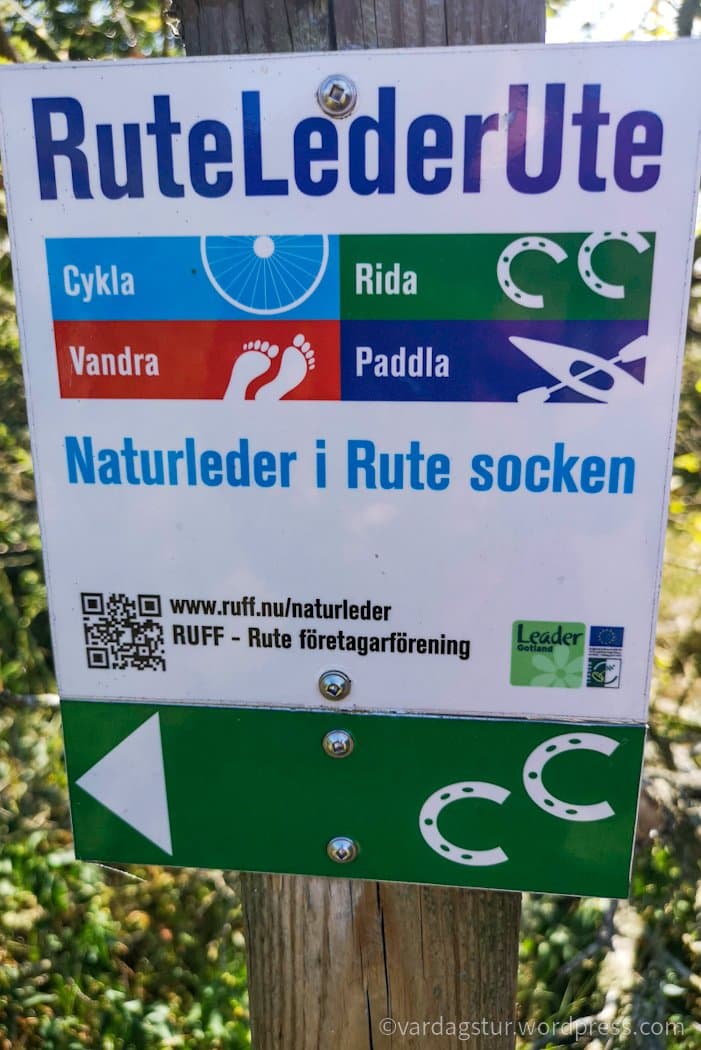 RuteLederUte
Cykla
Rida
Vandra
Paddla
Naturleder i Rute socken
www.ruff.nu/naturleder
RUFF - Rute företagarförening
Leader
Gotland
©vardagstur.wordpress.com